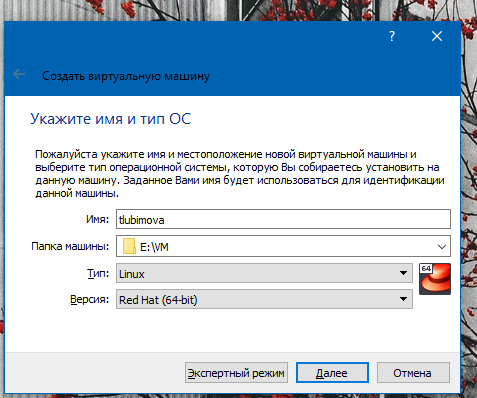 ?
Создать виртуальную машину
Укажите имя и тип ОС
Пожалуйста укажите имя и местоположение новой виртуальной машины и
выберите тип операционной системы, которую Вы собираетесь установить на
данную машину. Заданное Вами имя будет использоваться для идентификации
данной машины.
Имя: tlubimova
Папка машины: E:\VM
Тип: Linux 64
Версия: Red Hat (64-bit)
Экспертный режим Далее Отмена